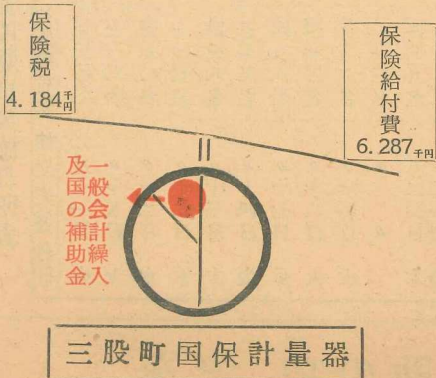 保険税
4.184千円
保険給付費
6.287千円
一般会計繰入
及国の補助金
三股町国保計量器